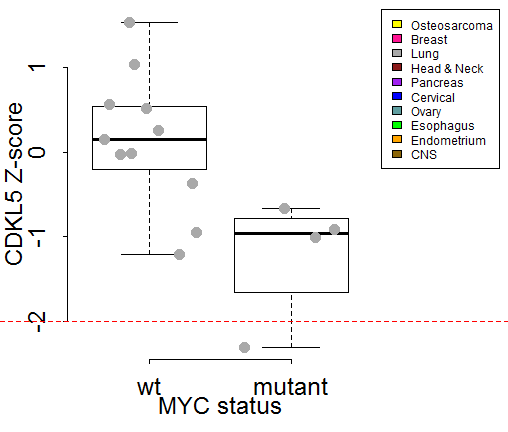 CDKL5 Z-score
1
0
-1
-2
wt mutant
MYC status
Osteosarcoma
Breast
Lung
Head & Neck
Pancreas
Cervical
Ovary
Esophagus
Endometrium
CNS